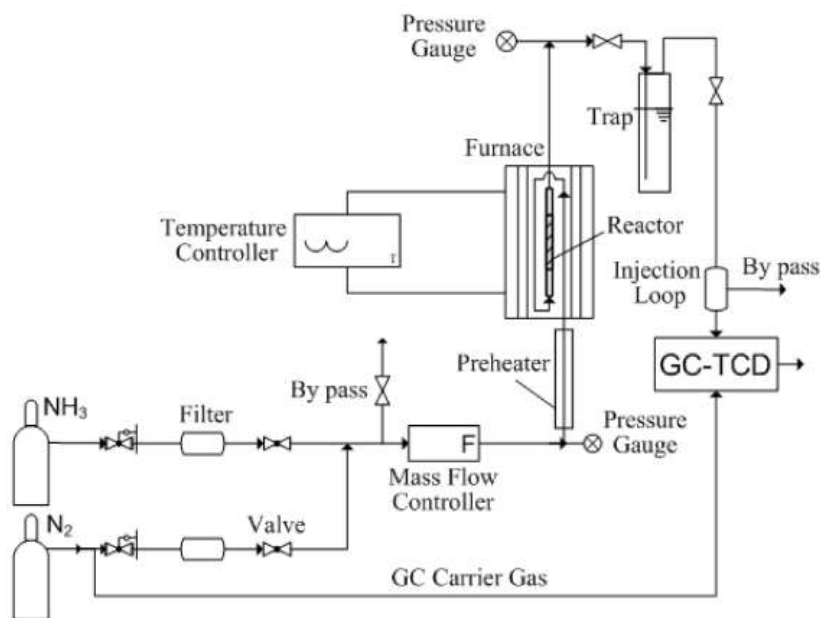 Pressure
Gauge
Trap
Furnace
Temperature
Controller
T
Reactor
Injection
Loop
By pass
GC-TCD
Preheater
By pass
NH3
Filter
F
Mass Flow
Controller
Pressure
Gauge
N2
Valve
GC Carrier Gas